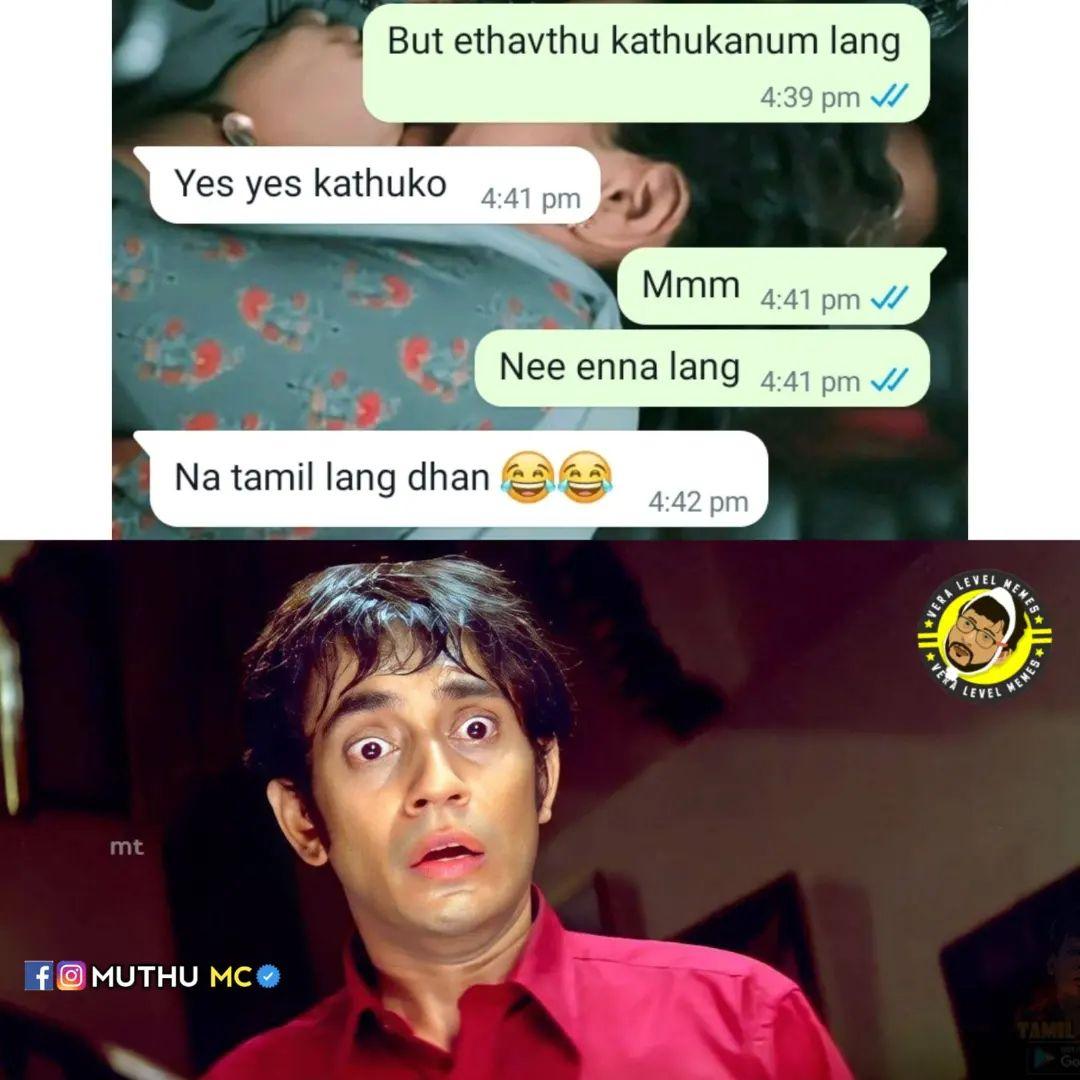 But ethavthu kathukanum lang
4:39 pm
Yes yes kathuko 4:41 pm
Mmm 4:41 pm
Nee enna lang 4:41 pm
Na tamil lang dhan 😂😂 4:42 pm
VERA LEVEL MEMES
VERA LEVEL MEMES
mt
MUTHU MC
TAMIL